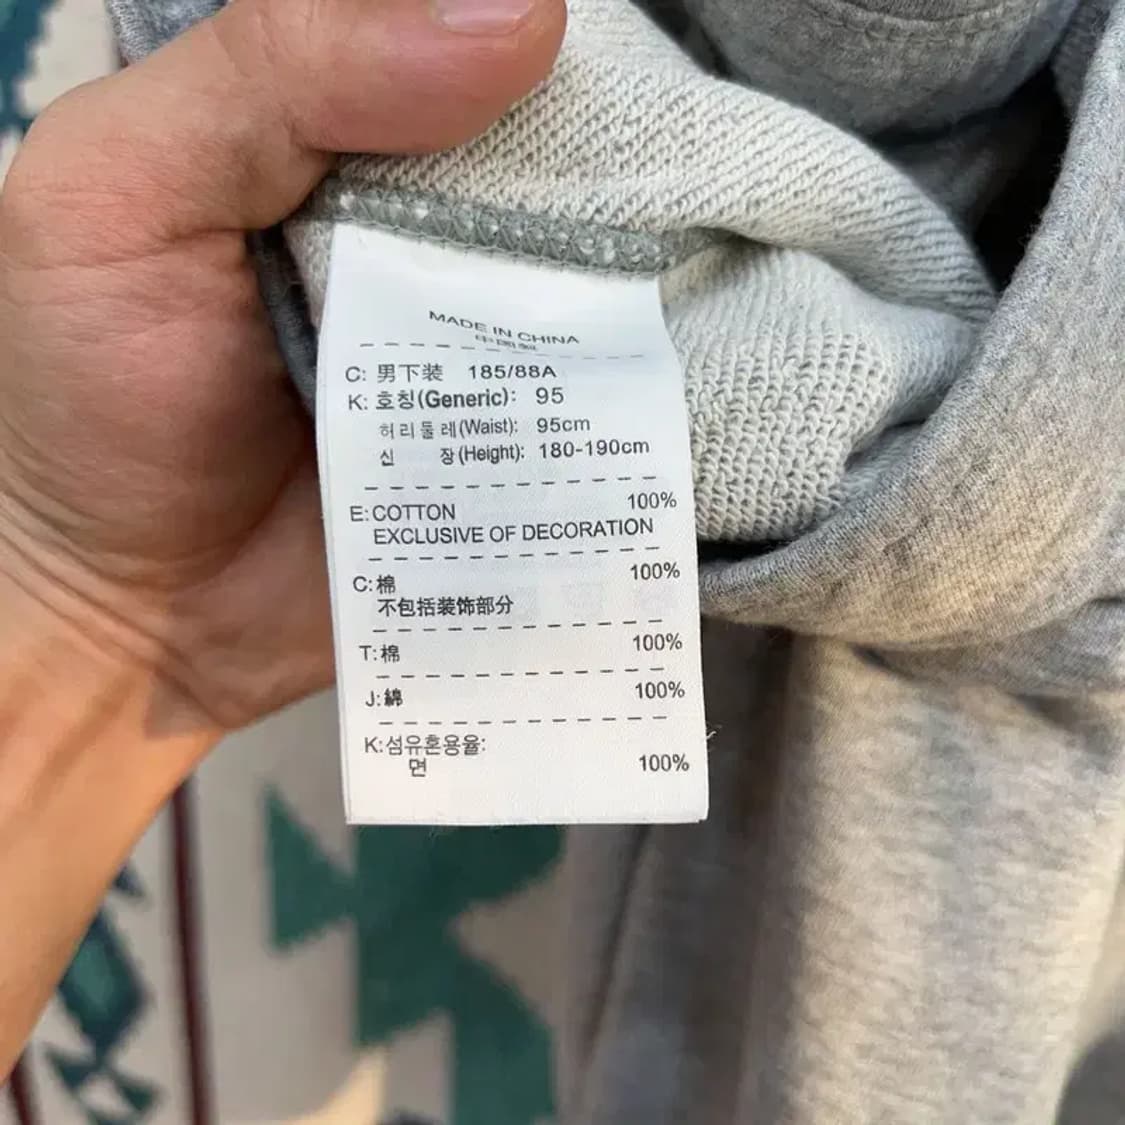 MADE IN CHINA
中国製
C: 男下装 185/88A
K: 호칭(Generic): 95
허리둘레(Waist): 95cm
신 장(Height): 180-190cm
E: COTTON 100%
EXCLUSIVE OF DECORATION
C: 棉 100%
不包括装饰部分
T: 棉 100%
J: 綿 100%
K: 섬유혼용율:
면 100%